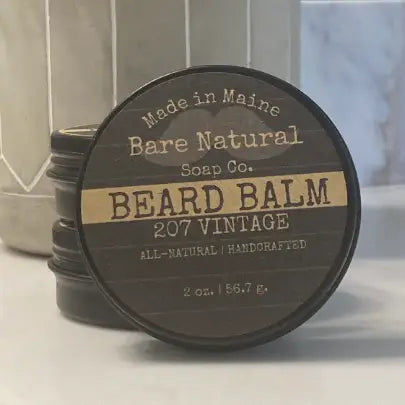 Made in Maine
Bare Natural
Soap Co.
BEARD BALM
207 VINTAGE
ALL-NATURAL | HANDCRAFTED
2 oz. | 56.7 g.